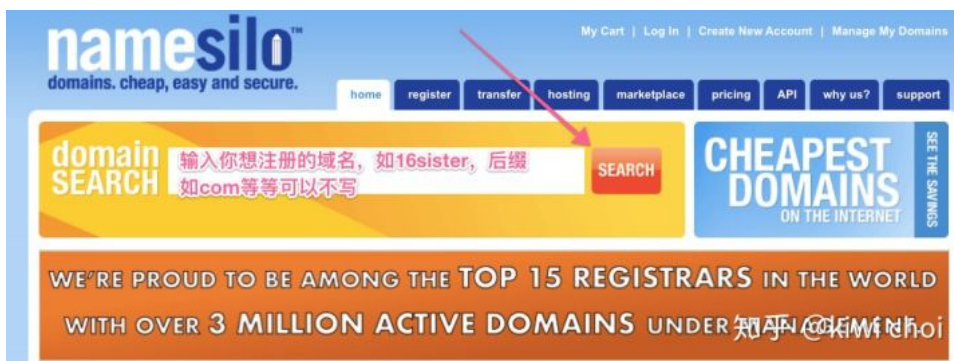 namesilo™
domains. cheap, easy and secure.
My Cart | Log In | Create New Account | Manage My Domains
home register transfer hosting marketplace pricing API why us? support
domain
SEARCH
输入你想注册的域名，如16sister，后缀
如com等等可以不写
SEARCH
CHEAPEST
DOMAINS
ON THE INTERNET
SEE THE SAVINGS
WE'RE PROUD TO BE AMONG THE TOP 15 REGISTRARS IN THE WORLD
WITH OVER 3 MILLION ACTIVE DOMAINS UNDER MANAGEMENT.
知乎 @kiwi choi